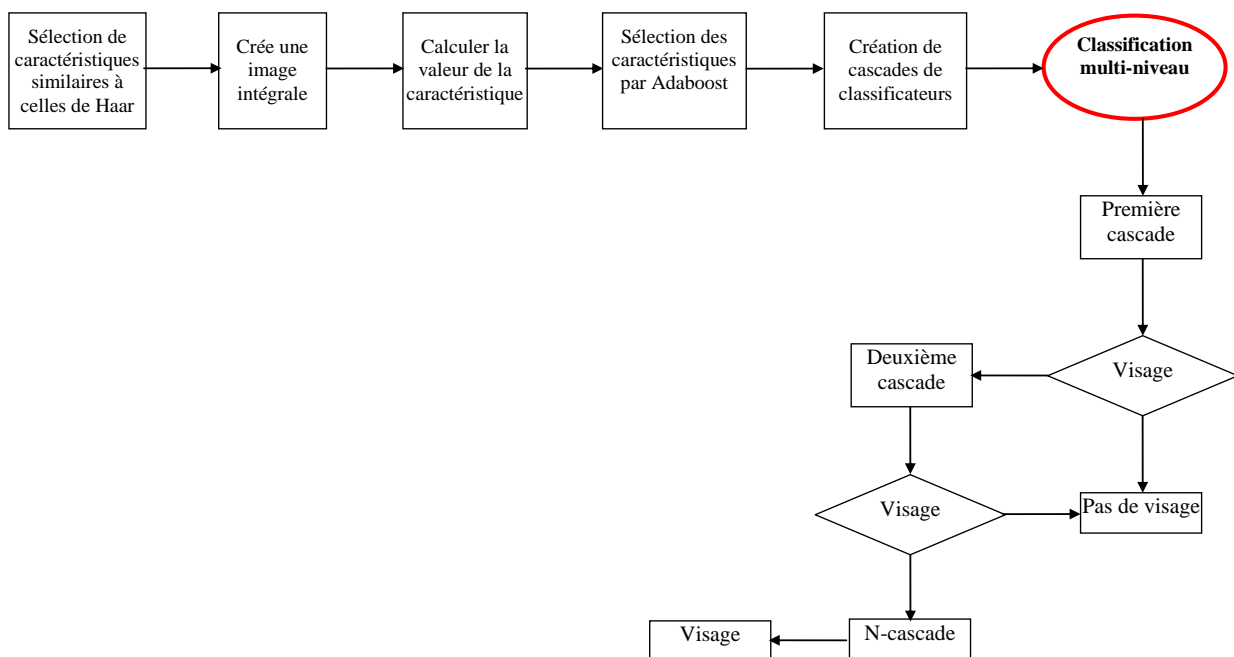 Sélection de
caractéristiques
similaires à
celles de Haar
Crée une
image
intégrale
Calculer la
valeur de la
caractéristique
Sélection des
caractéristiques
par Adaboost
Création de
cascades de
classificateurs
Classification
multi-niveau
Première
cascade
Visage
Deuxième
cascade
Visage
Pas de visage
N-cascade
Visage